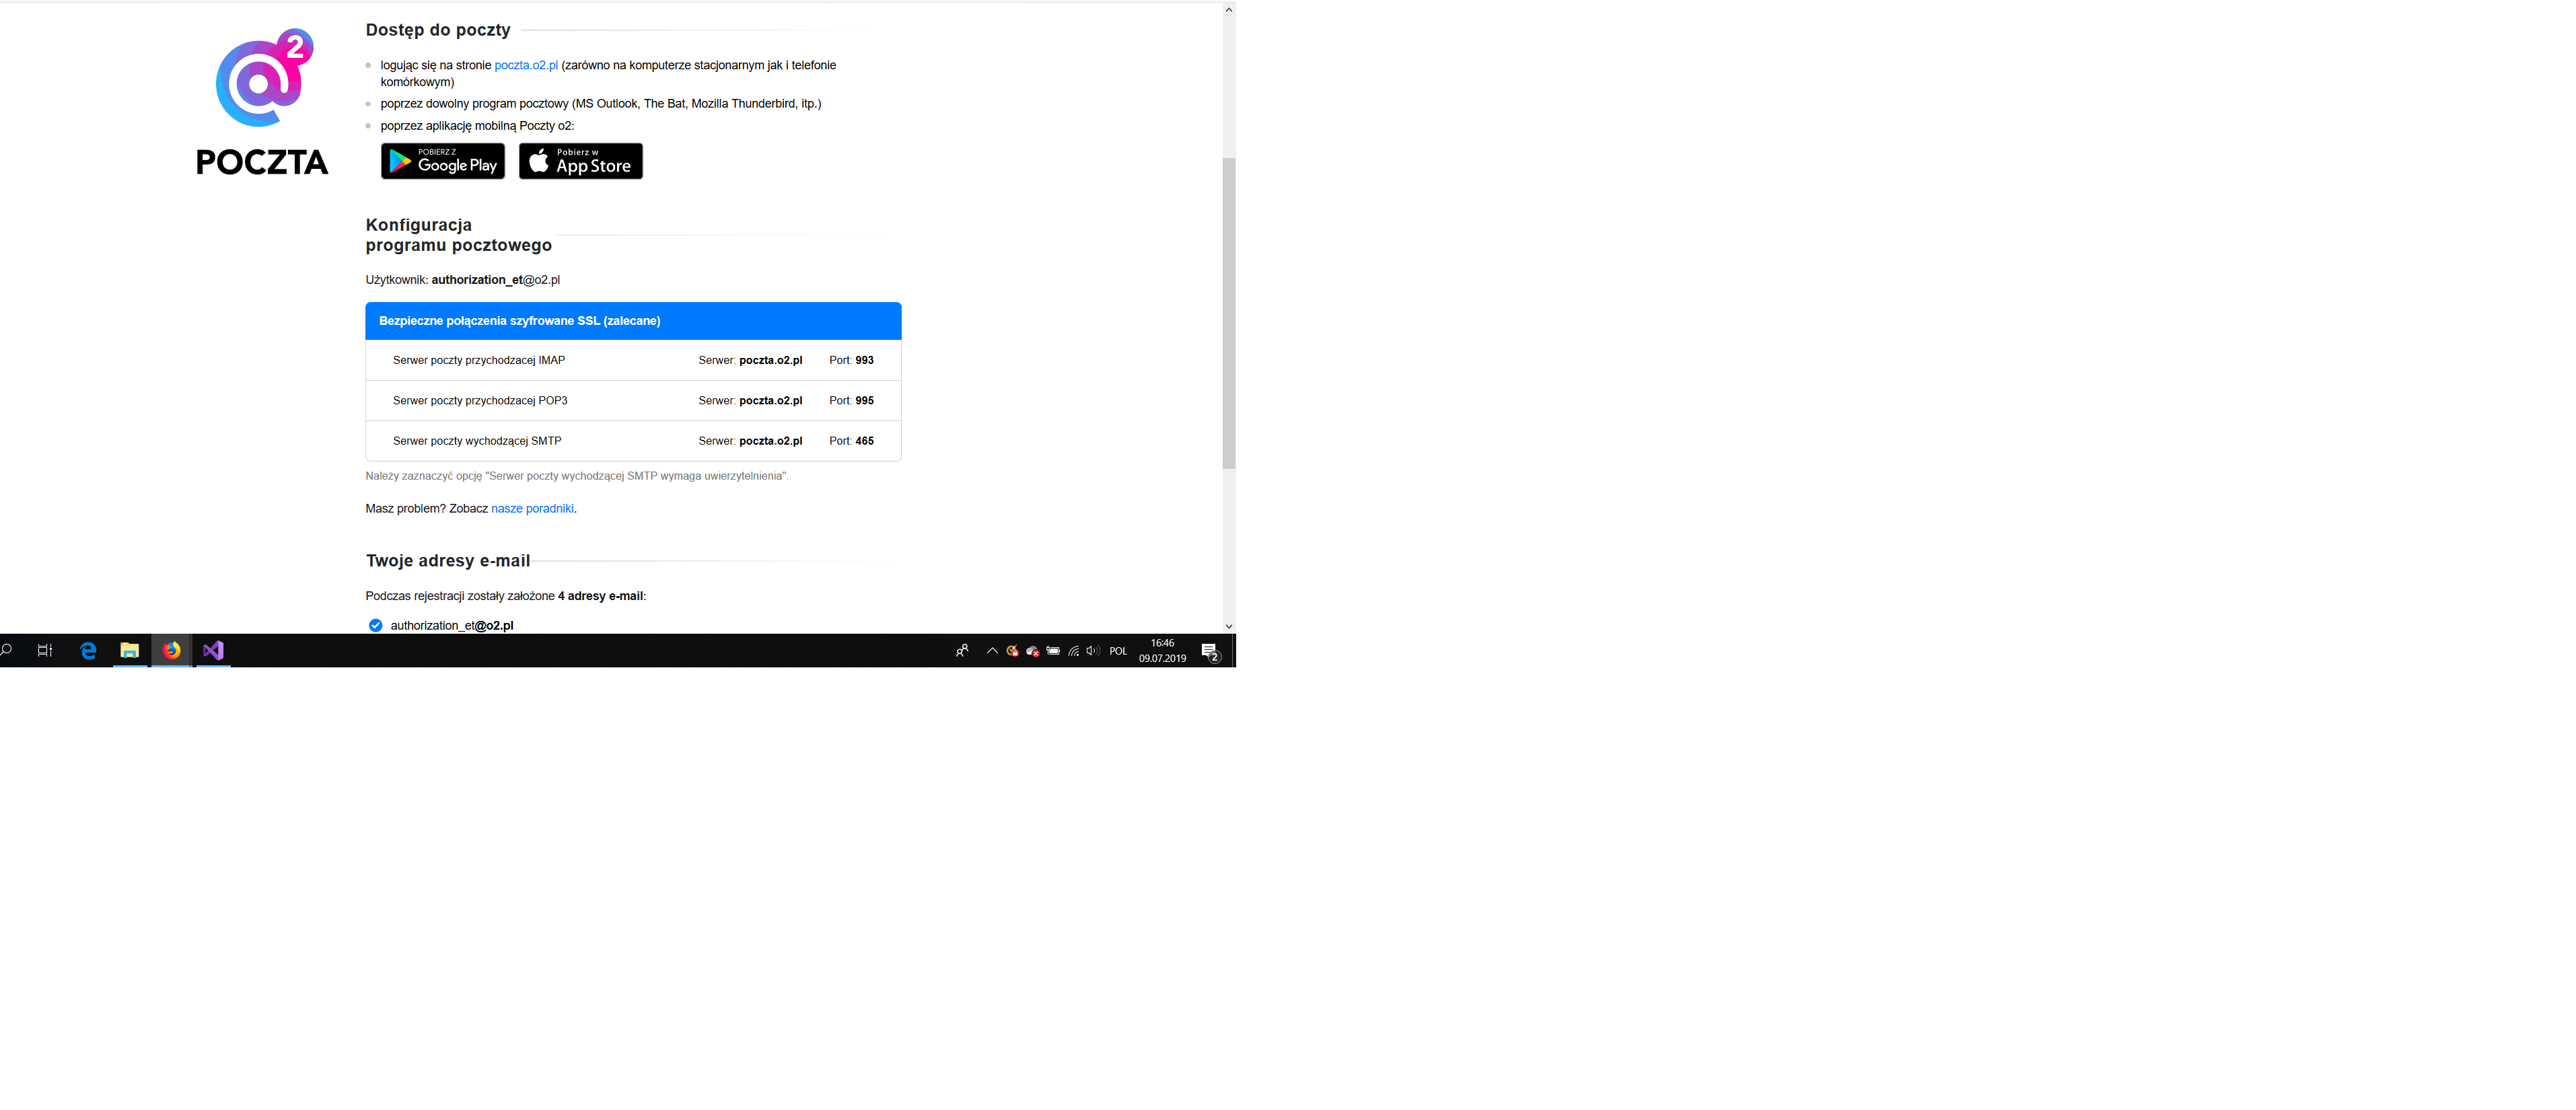 2
POCZTA
Dostęp do poczty
logując się na stronie poczta.o2.pl (zarówno na komputerze stacjonarnym jak i telefonie
komórkowym)
poprzez dowolny program pocztowy (MS Outlook, The Bat, Mozilla Thunderbird, itp.)
poprzez aplikację mobilną Poczty o2:
POBIERZ Z
Google Play
Pobierz w
App Store
Konfiguracja
programu pocztowego
Użytkownik: authorization_et@o2.pl
Bezpieczne połączenia szyfrowane SSL (zalecane)
Serwer poczty przychodzacej IMAP Serwer: poczta.o2.pl Port: 993
Serwer poczty przychodzacej POP3 Serwer: poczta.o2.pl Port: 995
Serwer poczty wychodzącej SMTP Serwer: poczta.o2.pl Port: 465
Należy zaznaczyć opcję "Serwer poczty wychodzącej SMTP wymaga uwierzytelnienia".
Masz problem? Zobacz nasze poradniki.
Twoje adresy e-mail
Podczas rejestracji zostały założone 4 adresy e-mail:
authorization_et@o2.pl
POL
16:46
09.07.2019
2